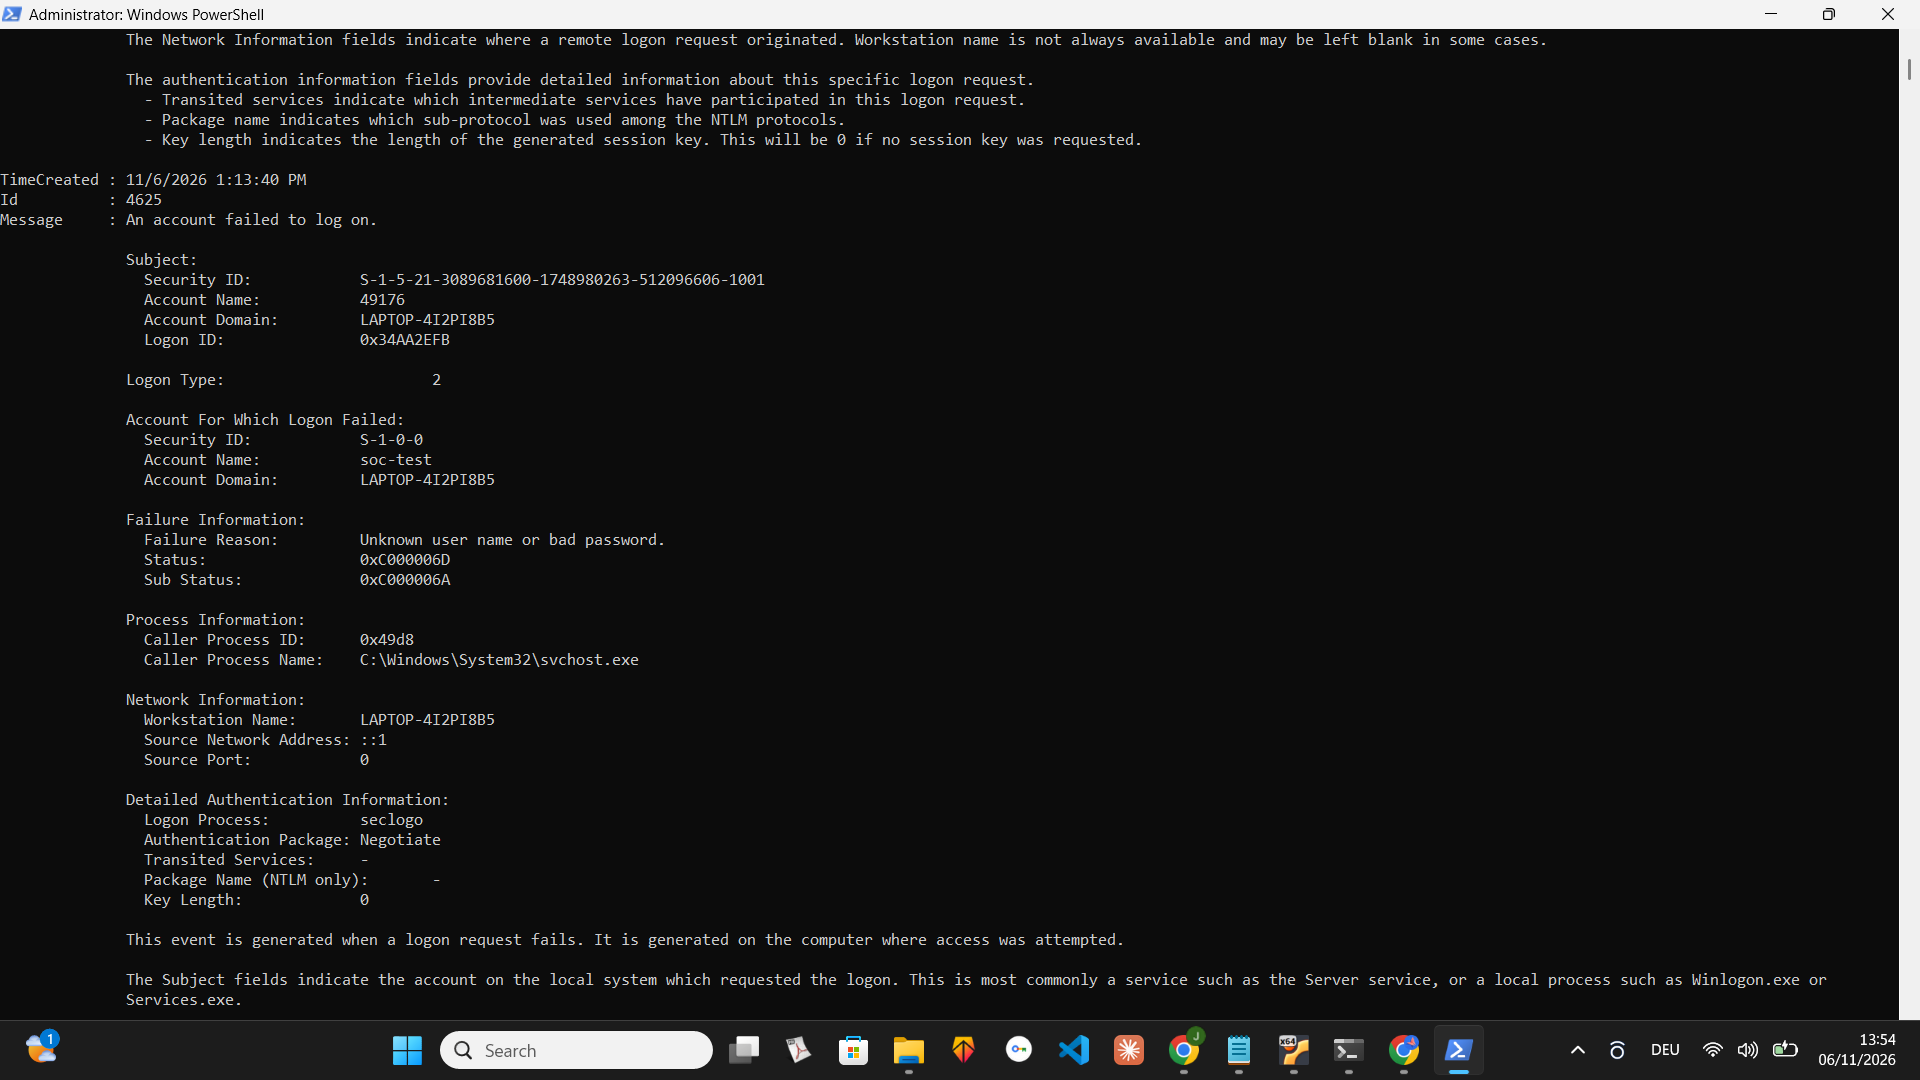 Administrator: Windows PowerShell
The Network Information fields indicate where a remote logon request originated. Workstation name is not always available and may be left blank in some cases.
The authentication information fields provide detailed information about this specific logon request.
- Transited services indicate which intermediate services have participated in this logon request.
- Package name indicates which sub-protocol was used among the NTLM protocols.
- Key length indicates the length of the generated session key. This will be 0 if no session key was requested.
TimeCreated : 11/6/2026 1:13:40 PM
Id : 4625
Message : An account failed to log on.
Subject:
Security ID: S-1-5-21-3089681600-1748980263-512096606-1001
Account Name: 49176
Account Domain: LAPTOP-4I2PI8B5
Logon ID: 0x34AA2EFB
Logon Type: 2
Account For Which Logon Failed:
Security ID: S-1-0-0
Account Name: soc-test
Account Domain: LAPTOP-4I2PI8B5
Failure Information:
Failure Reason: Unknown user name or bad password.
Status: 0xC000006D
Sub Status: 0xC000006A
Process Information:
Caller Process ID: 0x49d8
Caller Process Name: C:\Windows\System32\svchost.exe
Network Information:
Workstation Name: LAPTOP-4I2PI8B5
Source Network Address: ::1
Source Port: 0
Detailed Authentication Information:
Logon Process: seclogo
Authentication Package: Negotiate
Transited Services: -
Package Name (NTLM only): -
Key Length: 0
This event is generated when a logon request fails. It is generated on the computer where access was attempted.
The Subject fields indicate the account on the local system which requested the logon. This is most commonly a service such as the Server service, or a local process such as Winlogon.exe or
Services.exe.
1
Search
x64
J
DEU
13:54
06/11/2026